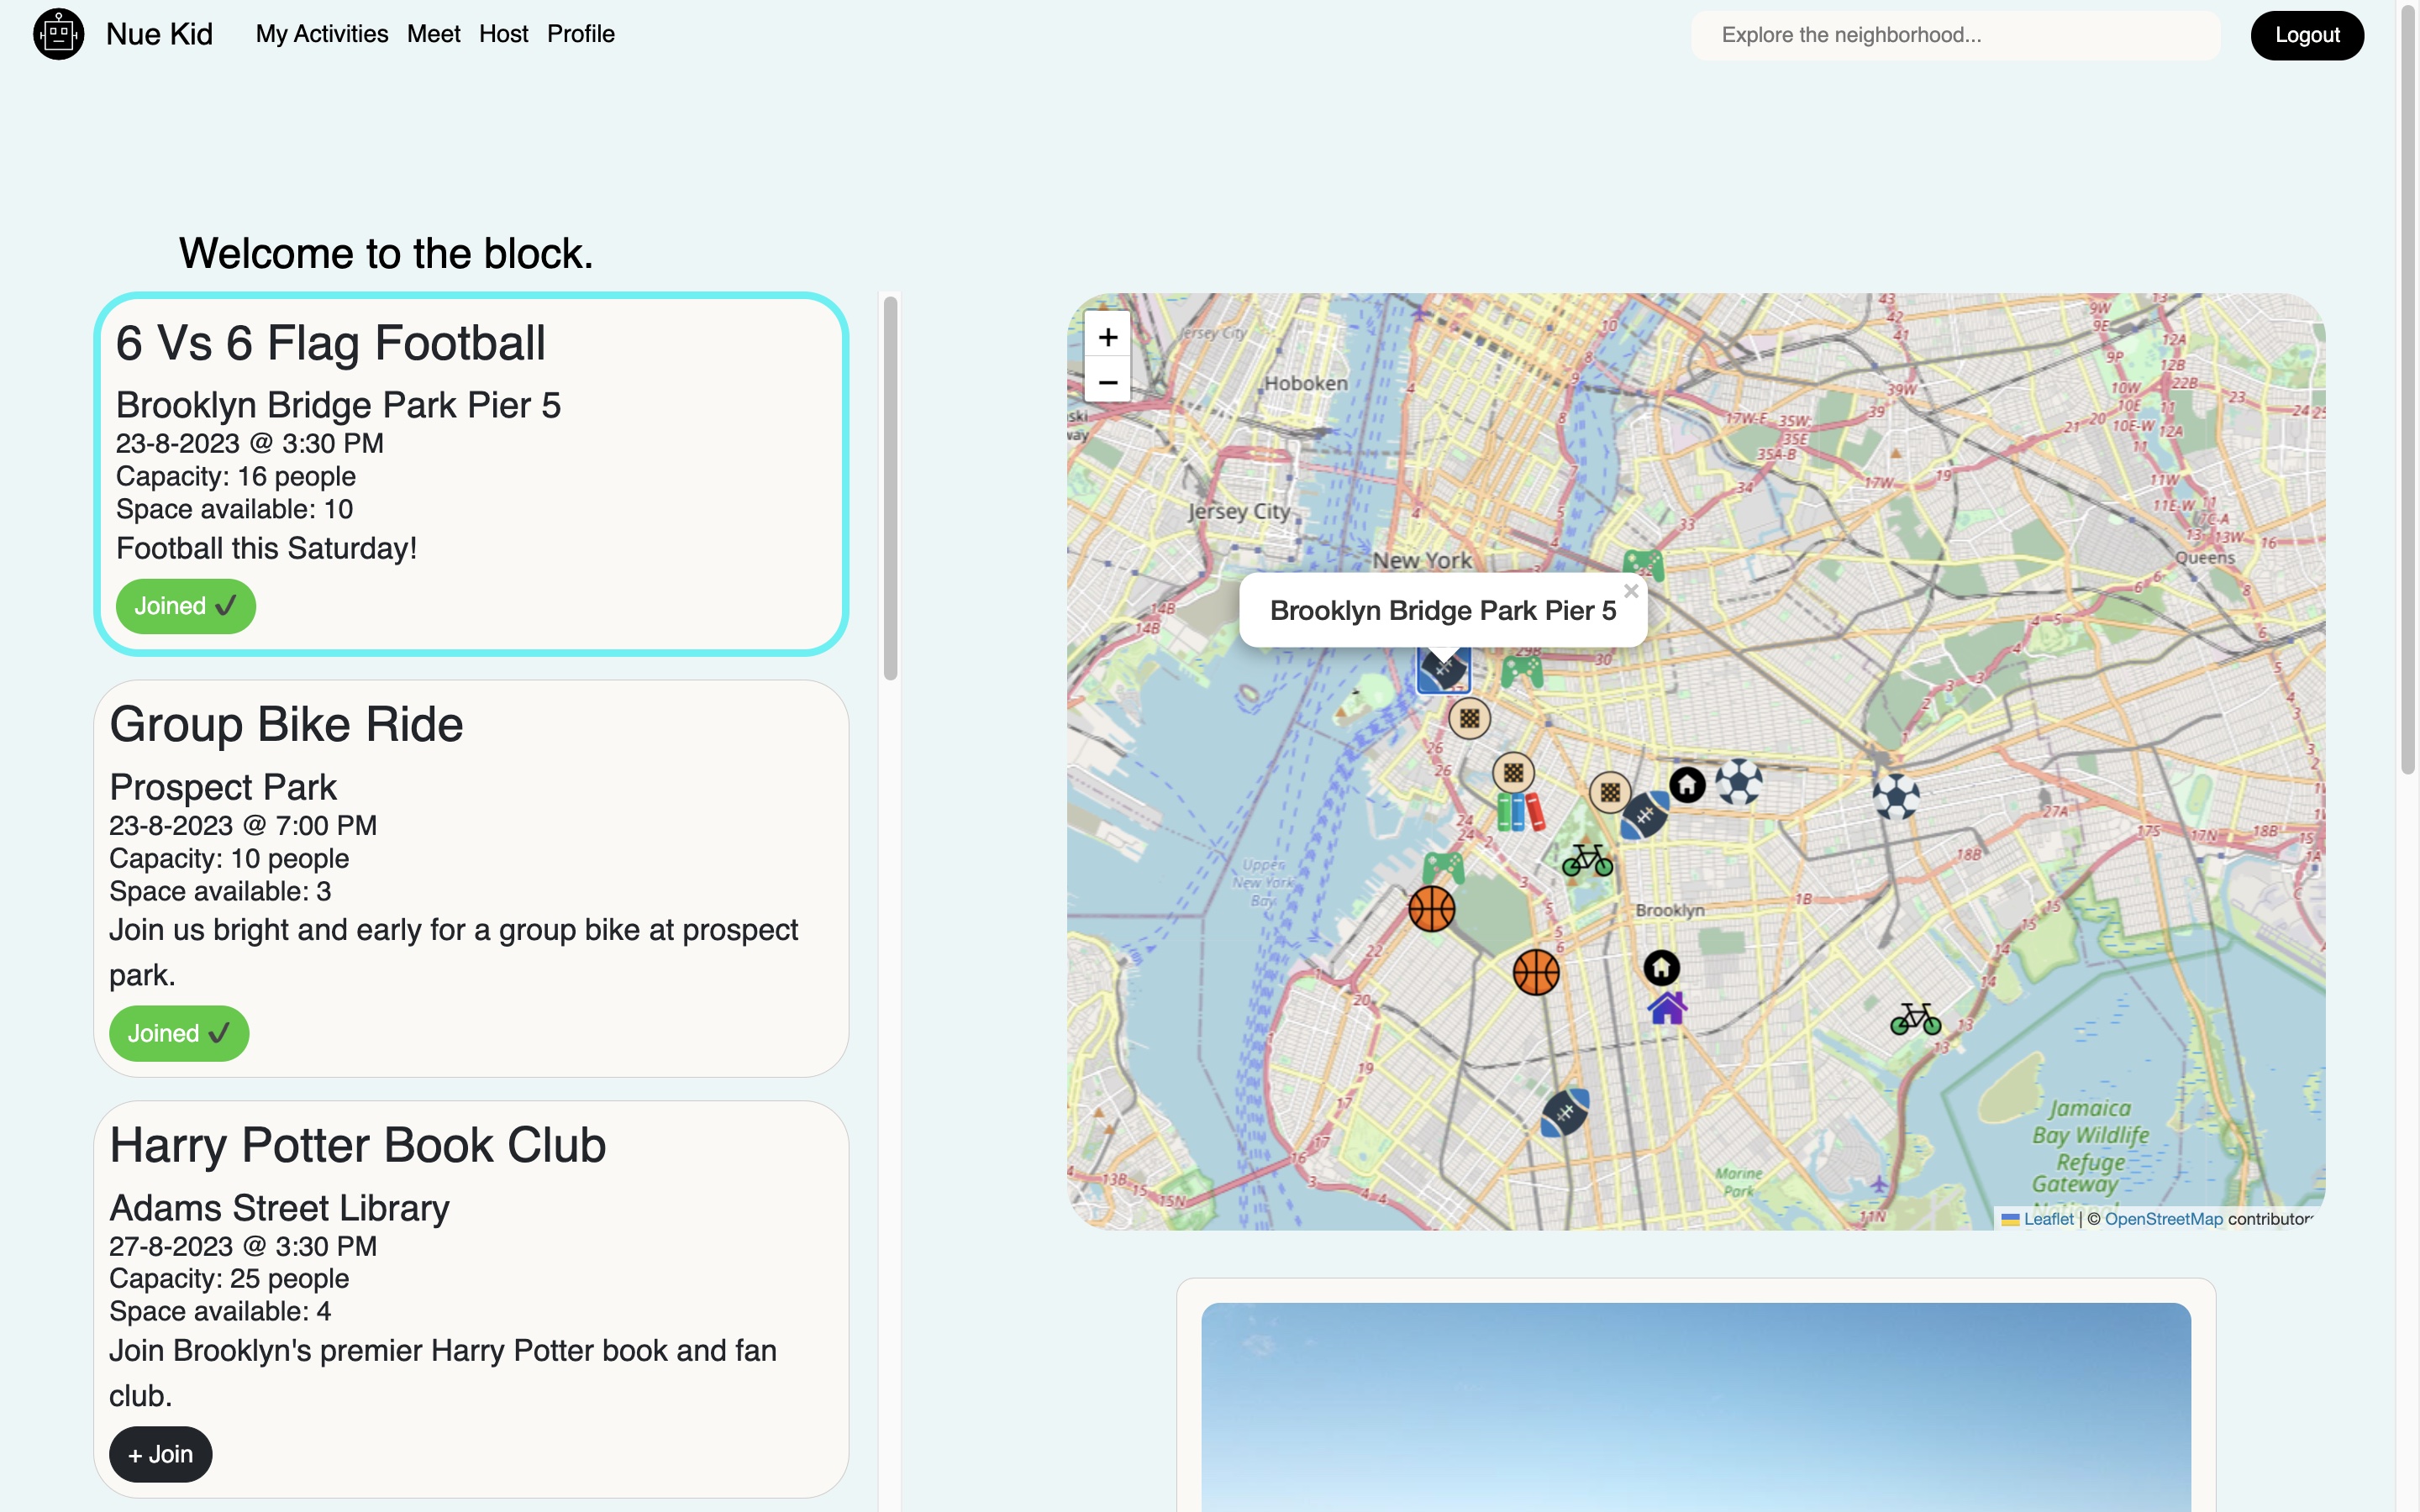 Nue Kid
My Activities
Meet
Host
Profile
Explore the neighborhood...
Logout
Welcome to the block.
6 Vs 6 Flag Football
Brooklyn Bridge Park Pier 5
23-8-2023 @ 3:30 PM
Capacity: 16 people
Space available: 10
Football this Saturday!
Joined ✓
Group Bike Ride
Prospect Park
23-8-2023 @ 7:00 PM
Capacity: 10 people
Space available: 3
Join us bright and early for a group bike at prospect
park.
Joined ✓
Harry Potter Book Club
Adams Street Library
27-8-2023 @ 3:30 PM
Capacity: 25 people
Space available: 4
Join Brooklyn's premier Harry Potter book and fan
club.
+ Join
+
−
Jersey City
Hoboken
Jersey City
New York
Queens
Brooklyn Bridge Park Pier 5
×
Upper
New York
Bay
Brooklyn
Marine
Park
Jamaica
Bay Wildlife
Refuge
Gateway
National
Leaflet | © OpenStreetMap contributors